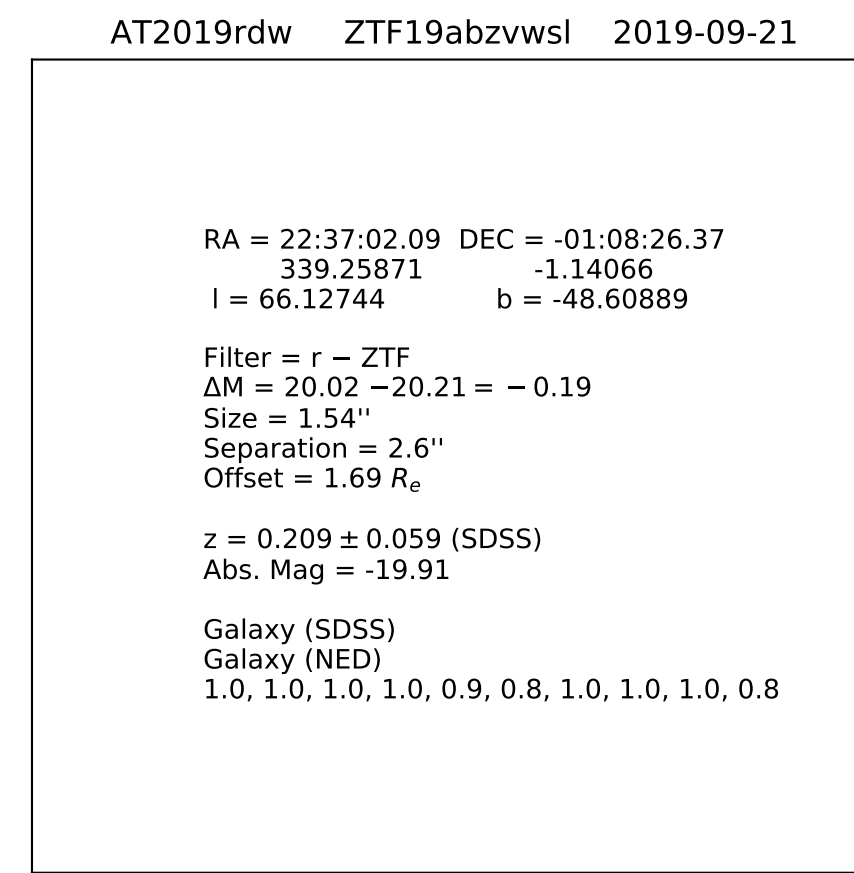 AT2019rdw ZTF19abzvwsl 2019-09-21
RA = 22:37:02.09 DEC = -01:08:26.37
339.25871 -1.14066
l = 66.12744 b = -48.60889
Filter = r − ZTF
ΔM = 20.02 −20.21 = − 0.19
Size = 1.54''
Separation = 2.6''
Offset = 1.69 Re
z = 0.209 ± 0.059 (SDSS)
Abs. Mag = -19.91
Galaxy (SDSS)
Galaxy (NED)
1.0, 1.0, 1.0, 1.0, 0.9, 0.8, 1.0, 1.0, 1.0, 0.8